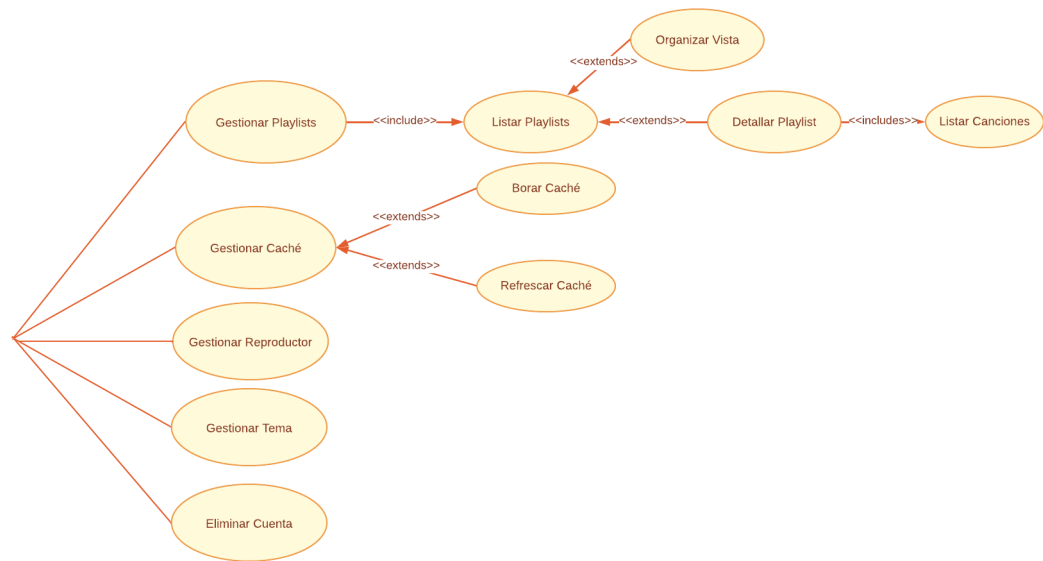 Organizar Vista
<<extends>>
Gestionar Playlists
<<include>>
Listar Playlists
<<extends>>
Detallar Playlist
<<includes>>
Listar Canciones
Borar Caché
<<extends>>
Gestionar Caché
<<extends>>
Refrescar Caché
Gestionar Reproductor
Gestionar Tema
Eliminar Cuenta